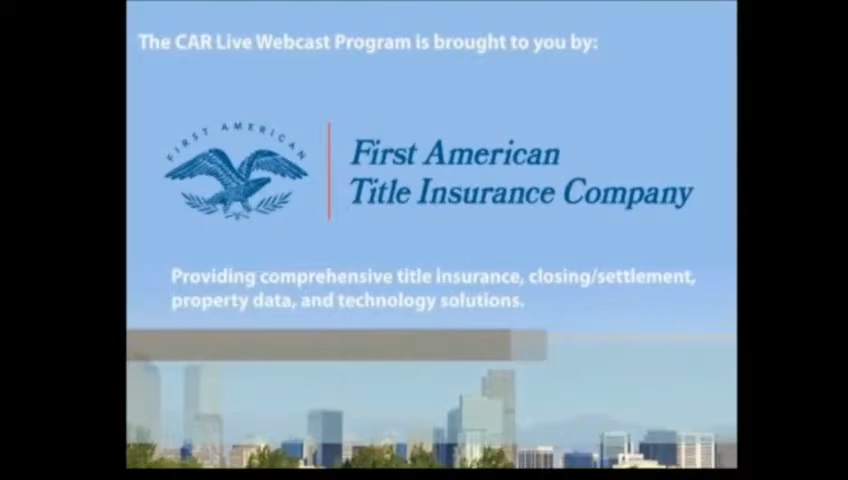 The CAR Live Webcast Program is brought to you by:
FIRST AMERICAN
First American
Title Insurance Company
Providing comprehensive title insurance, closing/settlement,
property data, and technology solutions.